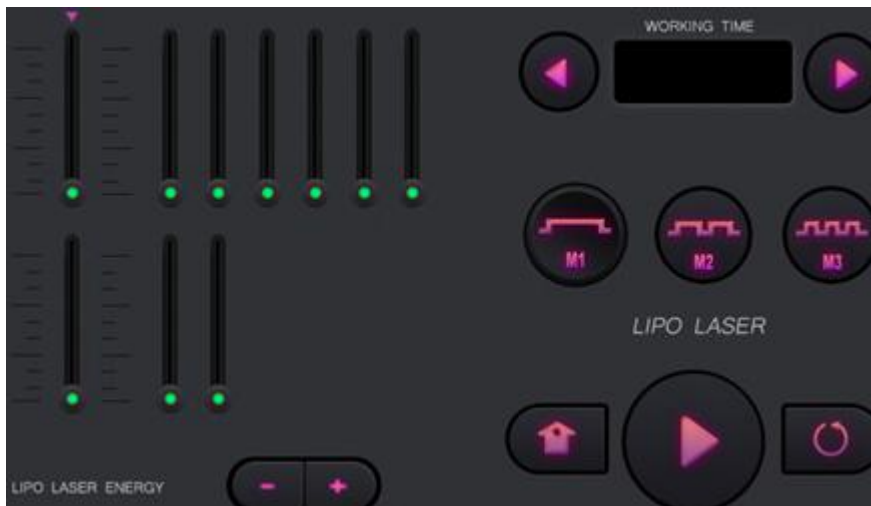 WORKING TIME
M1
M2
M3
LIPO LASER
LIPO LASER ENERGY
- +